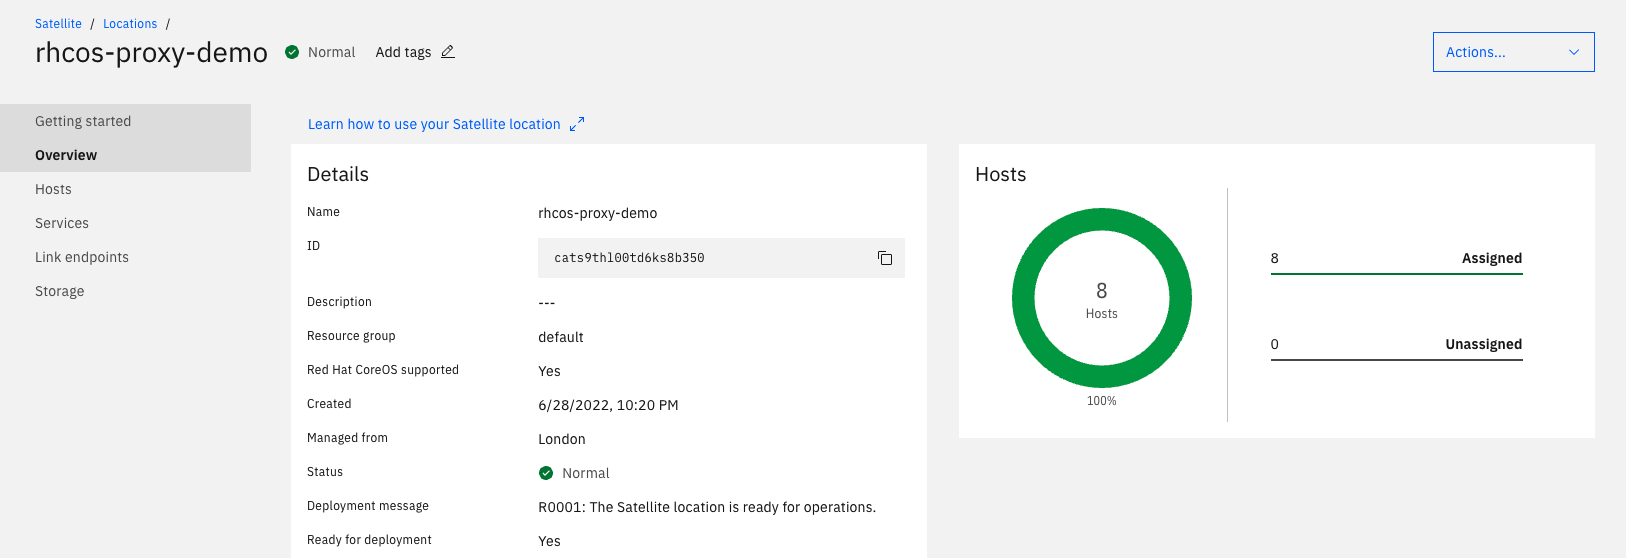 Satellite / Locations /
rhcos-proxy-demo Normal Add tags
Actions...
Getting started
Overview
Hosts
Services
Link endpoints
Storage
Learn how to use your Satellite location
Details
Name rhcos-proxy-demo
ID cats9thl00td6ks8b350
Description ---
Resource group default
Red Hat CoreOS supported Yes
Created 6/28/2022, 10:20 PM
Managed from London
Status Normal
Deployment message R0001: The Satellite location is ready for operations.
Ready for deployment Yes
Hosts
8
Hosts
100%
8 Assigned
0 Unassigned